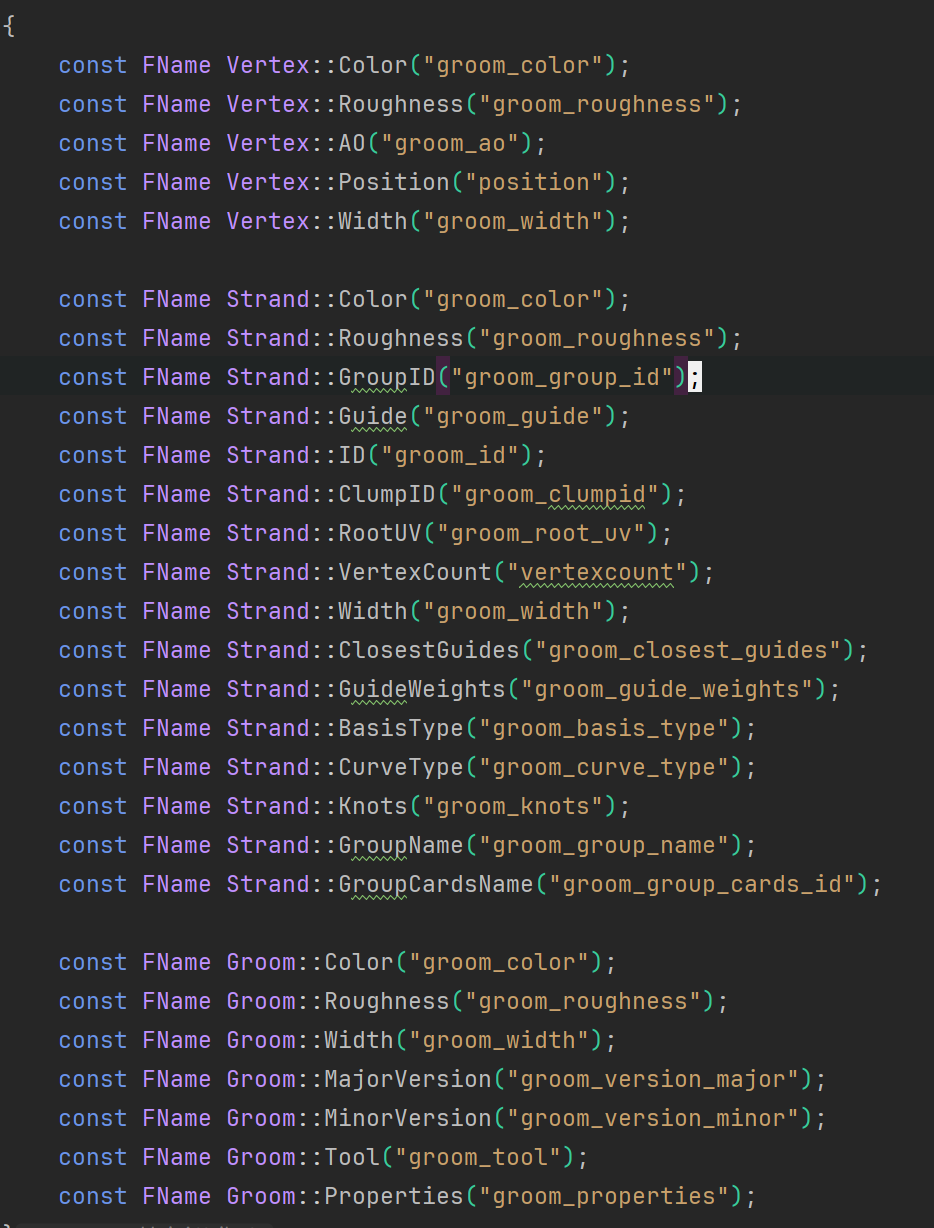 {
const FName Vertex::Color("groom_color");
const FName Vertex::Roughness("groom_roughness");
const FName Vertex::AO("groom_ao");
const FName Vertex::Position("position");
const FName Vertex::Width("groom_width");
const FName Strand::Color("groom_color");
const FName Strand::Roughness("groom_roughness");
const FName Strand::GroupID("groom_group_id");
const FName Strand::Guide("groom_guide");
const FName Strand::ID("groom_id");
const FName Strand::ClumpID("groom_clumpid");
const FName Strand::RootUV("groom_root_uv");
const FName Strand::VertexCount("vertexcount");
const FName Strand::Width("groom_width");
const FName Strand::ClosestGuides("groom_closest_guides");
const FName Strand::GuideWeights("groom_guide_weights");
const FName Strand::BasisType("groom_basis_type");
const FName Strand::CurveType("groom_curve_type");
const FName Strand::Knots("groom_knots");
const FName Strand::GroupName("groom_group_name");
const FName Strand::GroupCardsName("groom_group_cards_id");
const FName Groom::Color("groom_color");
const FName Groom::Roughness("groom_roughness");
const FName Groom::Width("groom_width");
const FName Groom::MajorVersion("groom_version_major");
const FName Groom::MinorVersion("groom_version_minor");
const FName Groom::Tool("groom_tool");
const FName Groom::Properties("groom_properties");